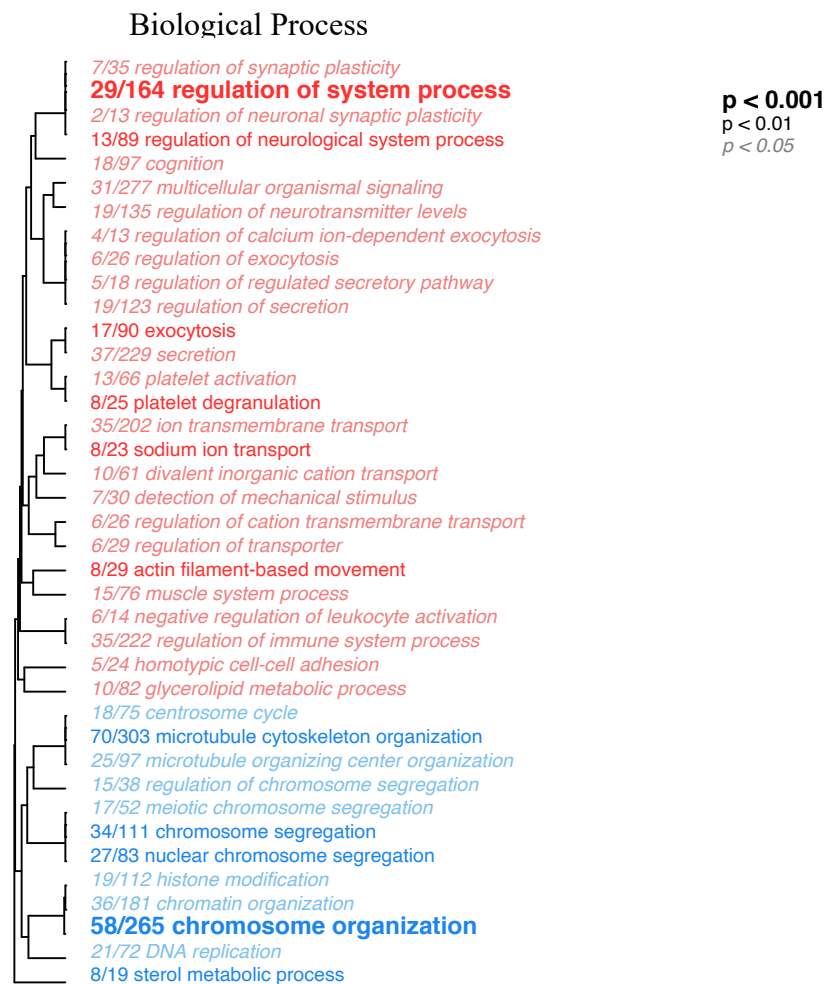 Biological Process
7/35 regulation of synaptic plasticity
29/164 regulation of system process
2/13 regulation of neuronal synaptic plasticity
13/89 regulation of neurological system process
18/97 cognition
31/277 multicellular organismal signaling
19/135 regulation of neurotransmitter levels
4/13 regulation of calcium ion-dependent exocytosis
6/26 regulation of exocytosis
5/18 regulation of regulated secretory pathway
19/123 regulation of secretion
17/90 exocytosis
37/229 secretion
13/66 platelet activation
8/25 platelet degranulation
35/202 ion transmembrane transport
8/23 sodium ion transport
10/61 divalent inorganic cation transport
7/30 detection of mechanical stimulus
6/26 regulation of cation transmembrane transport
6/29 regulation of transporter
8/29 actin filament-based movement
15/76 muscle system process
6/14 negative regulation of leukocyte activation
35/222 regulation of immune system process
5/24 homotypic cell-cell adhesion
10/82 glycerolipid metabolic process
18/75 centrosome cycle
70/303 microtubule cytoskeleton organization
25/97 microtubule organizing center organization
15/38 regulation of chromosome segregation
17/52 meiotic chromosome segregation
34/111 chromosome segregation
27/83 nuclear chromosome segregation
19/112 histone modification
36/181 chromatin organization
58/265 chromosome organization
21/72 DNA replication
8/19 sterol metabolic process
p < 0.001
p < 0.01
p < 0.05